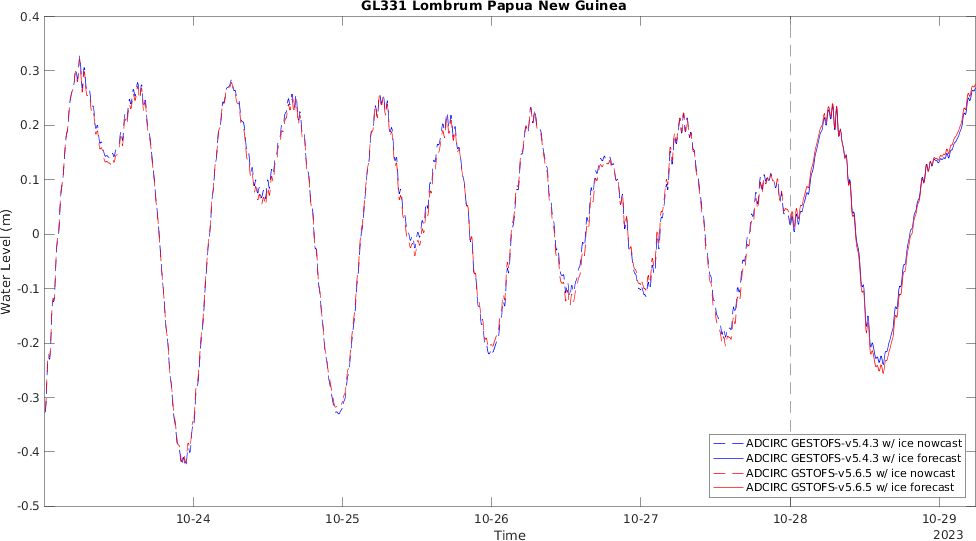 GL331 Lombrum Papua New Guinea
0.4
0.3
0.2
0.1
0
-0.1
-0.2
-0.3
-0.4
-0.5
Water Level (m)
10-24
10-25
10-26
10-27
10-28
10-29
Time
2023
ADCIRC GESTOFS-v5.4.3 w/ ice nowcast
ADCIRC GESTOFS-v5.4.3 w/ ice forecast
ADCIRC GSTOFS-v5.6.5 w/ ice nowcast
ADCIRC GSTOFS-v5.6.5 w/ ice forecast